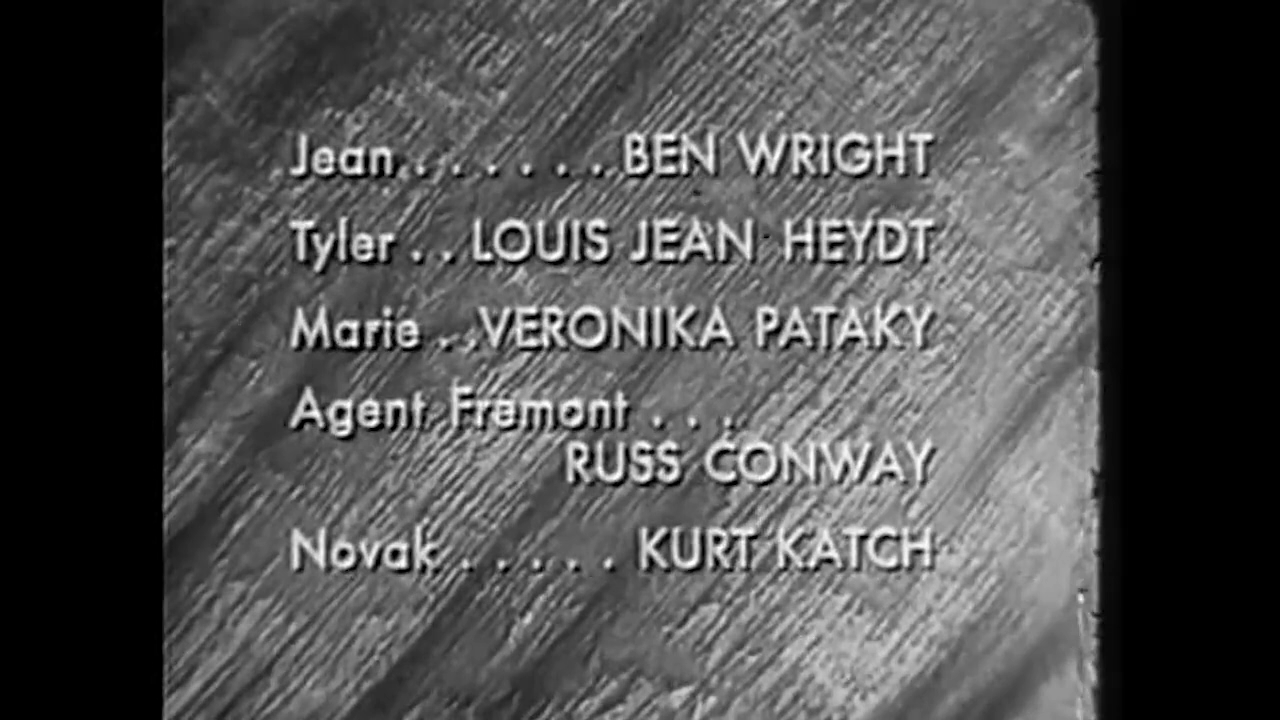 Jean . . . . . . BEN WRIGHT
Tyler . . LOUIS JEAN HEYDT
Marie . . VERONIKA PATAKY
Agent Fremont . . .
RUSS CONWAY
Novak . . . . . KURT KATCH